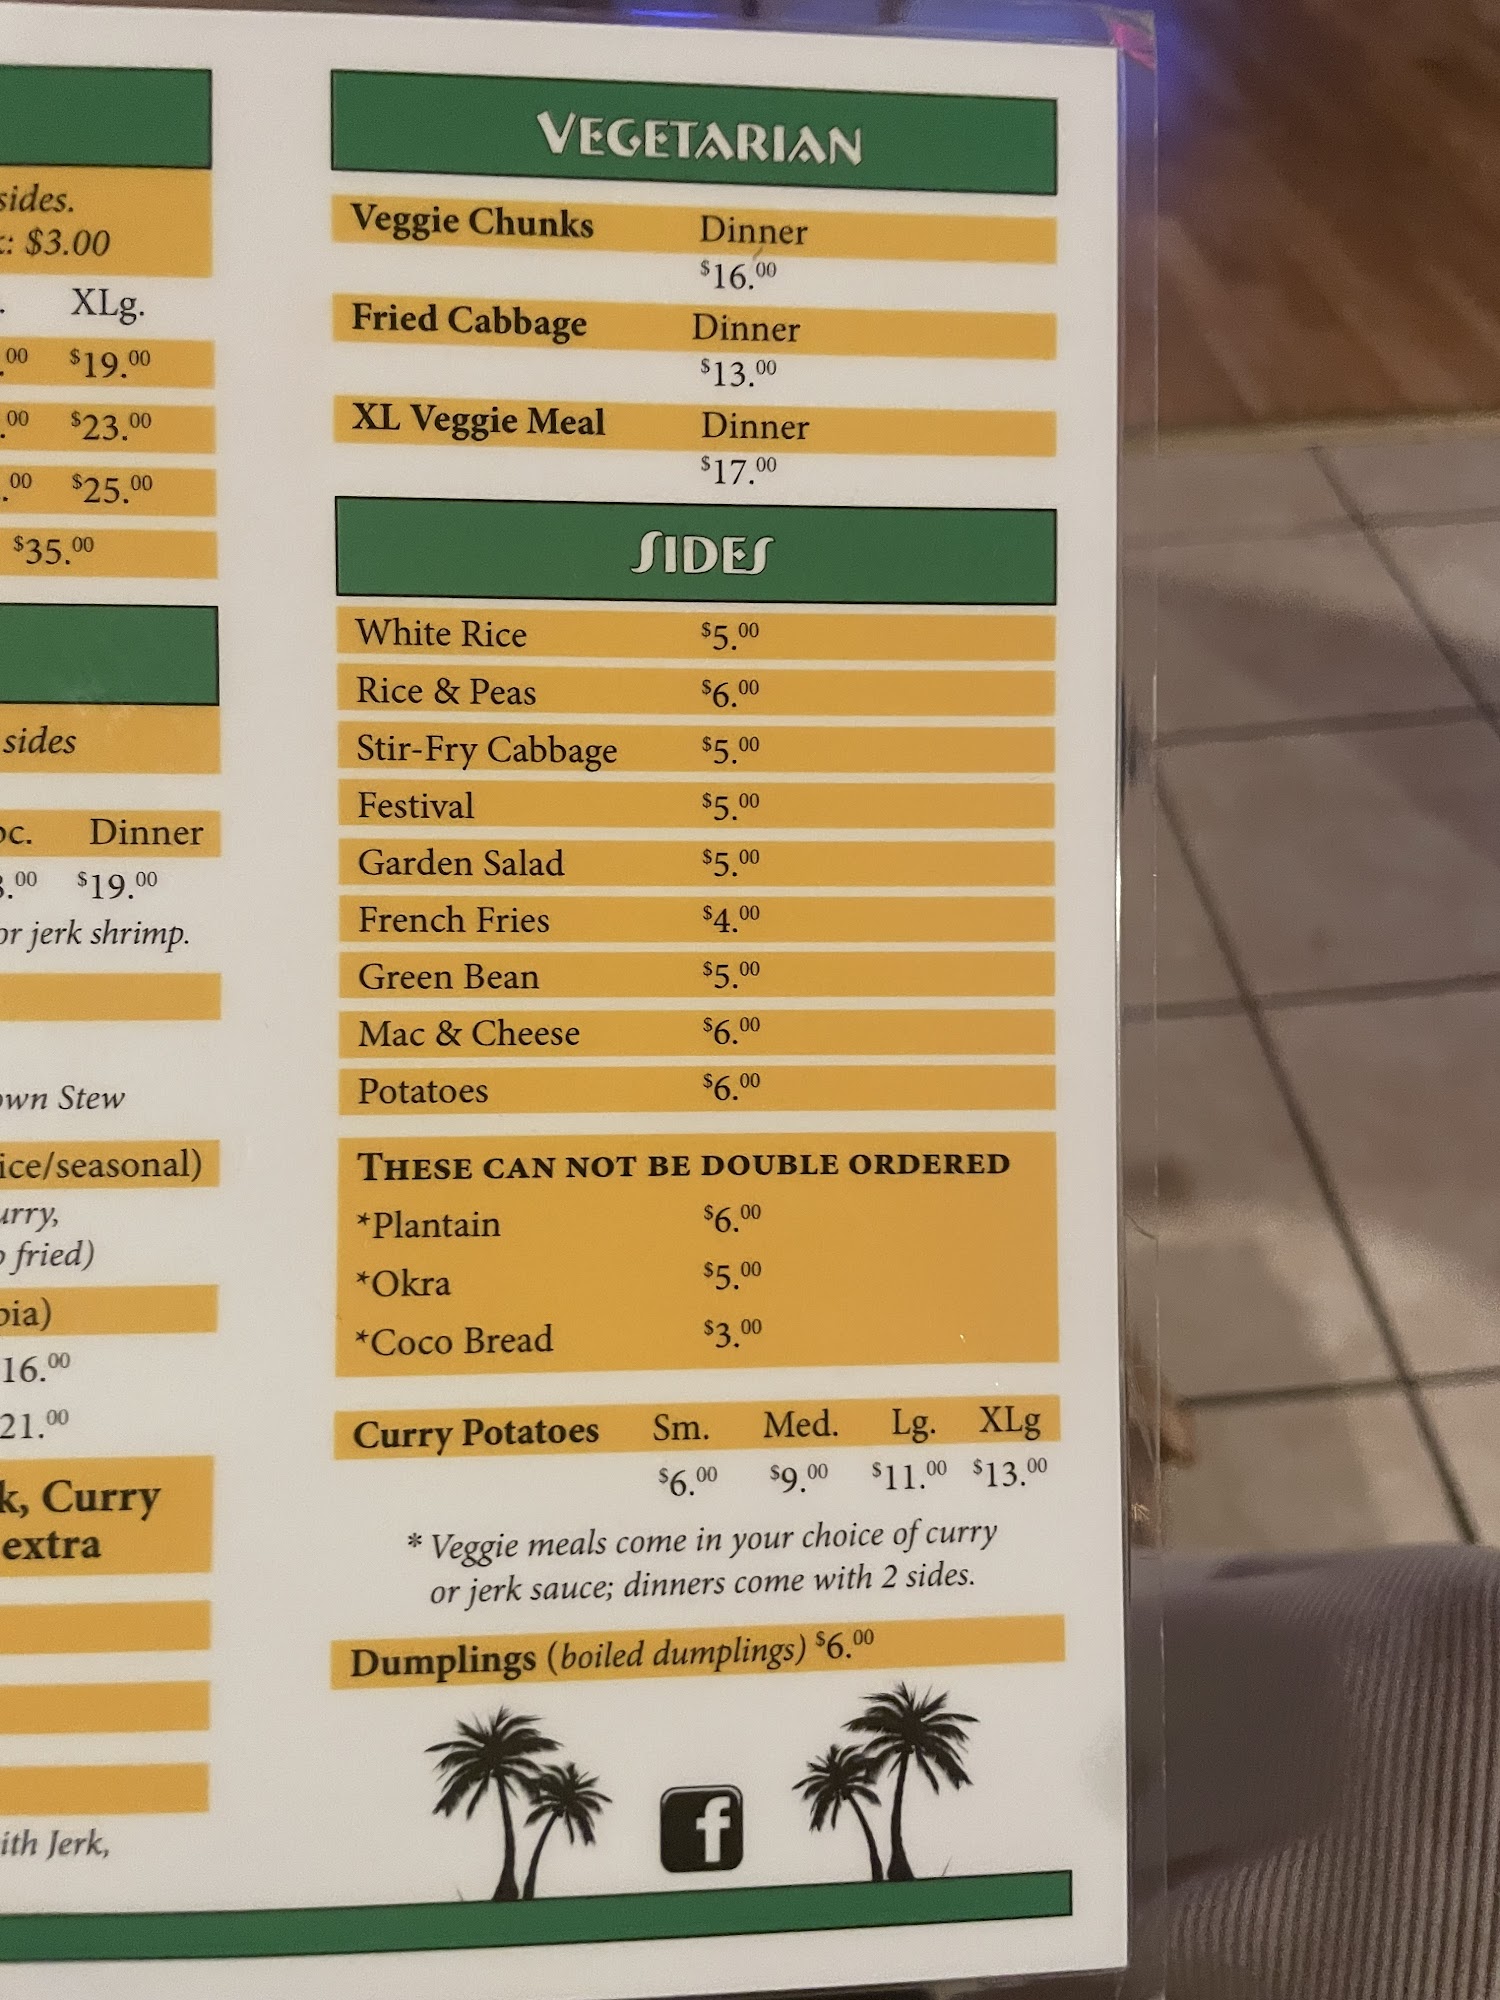 sides.
: $3.00
XLg.
.00 $19.00
.00 $23.00
.00 $25.00
$35.00
sides
Dinner
.00 $19.00
or jerk shrimp.
Stew
ice/seasonal)
urry,
fried)
bia)
16.00
21.00
k, Curry
extra
ith Jerk,
VEGETARIAN
Veggie Chunks Dinner
$16.00
Fried Cabbage Dinner
$13.00
XL Veggie Meal Dinner
$17.00
SIDES
White Rice $5.00
Rice & Peas $6.00
Stir-Fry Cabbage $5.00
Festival $5.00
Garden Salad $5.00
French Fries $4.00
Green Bean $5.00
Mac & Cheese $6.00
Potatoes $6.00
THESE CAN NOT BE DOUBLE ORDERED
*Plantain $6.00
*Okra $5.00
*Coco Bread $3.00
Curry Potatoes Sm. Med. Lg. XLg
$6.00 $9.00 $11.00 $13.00
* Veggie meals come in your choice of curry
or jerk sauce; dinners come with 2 sides.
Dumplings (boiled dumplings) $6.00
f